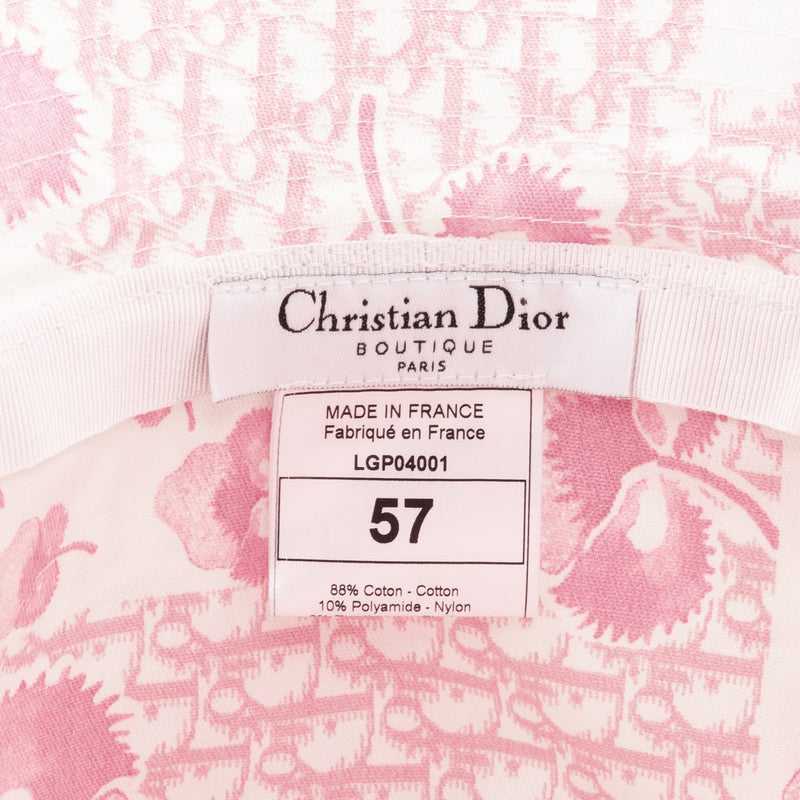 Christian Dior
BOUTIQUE
PARIS
MADE IN FRANCE
Fabriqué en France
LGP04001
57
88% Coton - Cotton
10% Polyamide - Nylon